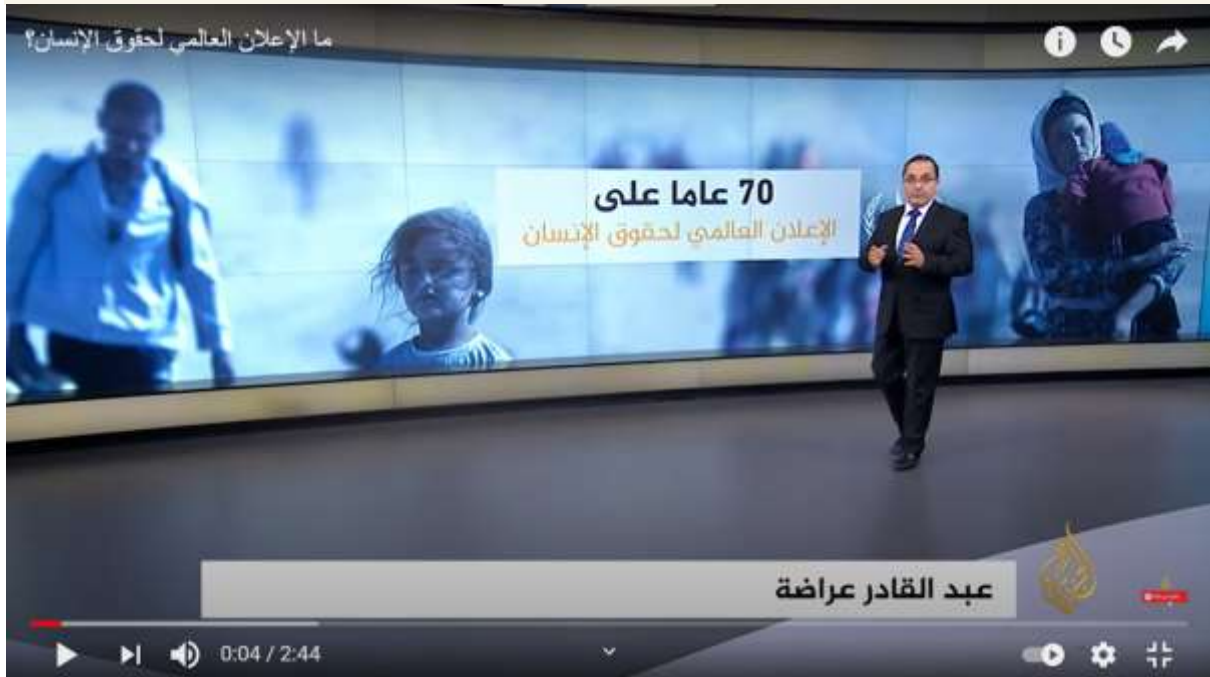 ما الإعلان العالمي لحقوق الإنسان؟
70 عاما على
الإعلان العالمي لحقوق الإنسان
عبد القادر عراضة
0:04 / 2:44